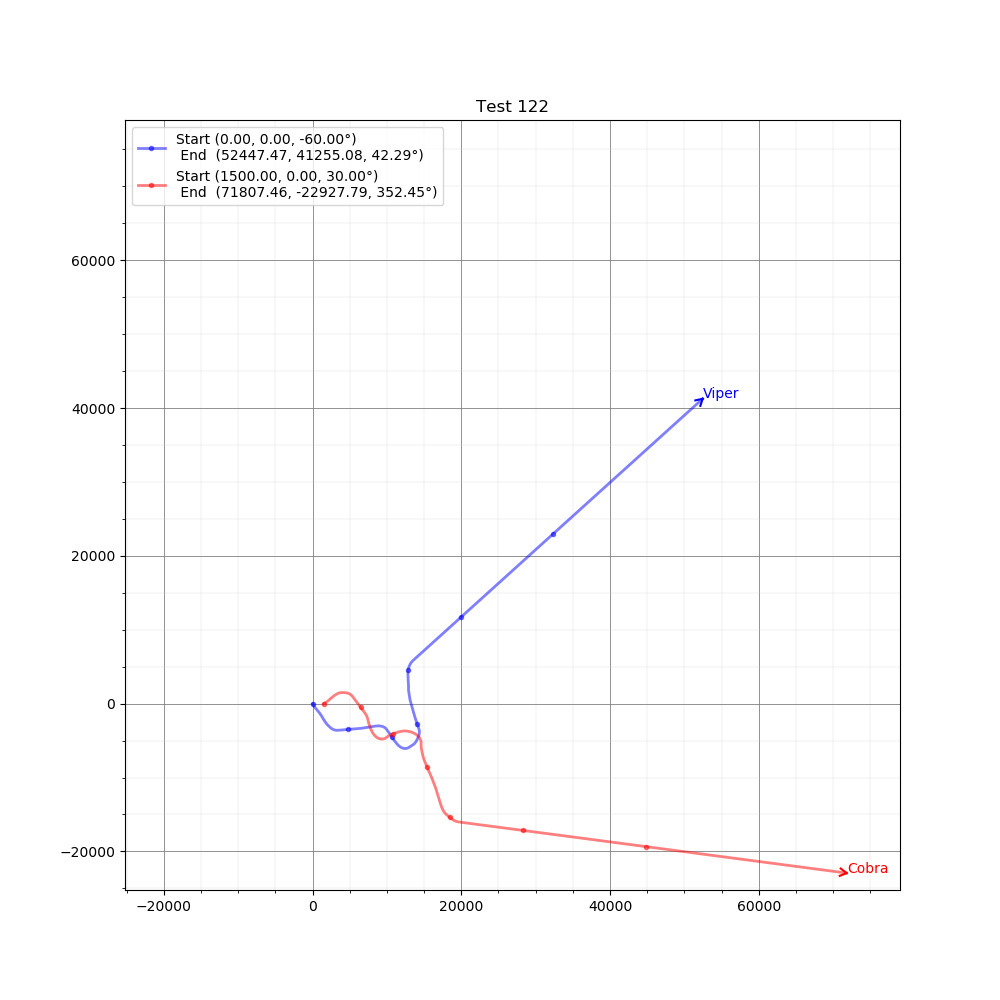 Test 122
Start (0.00, 0.00, -60.00°)
End  (52447.47, 41255.08, 42.29°)
Start (1500.00, 0.00, 30.00°)
End  (71807.46, -22927.79, 352.45°)
60000
40000
20000
0
−20000
Viper
Cobra
−20000
0
20000
40000
60000